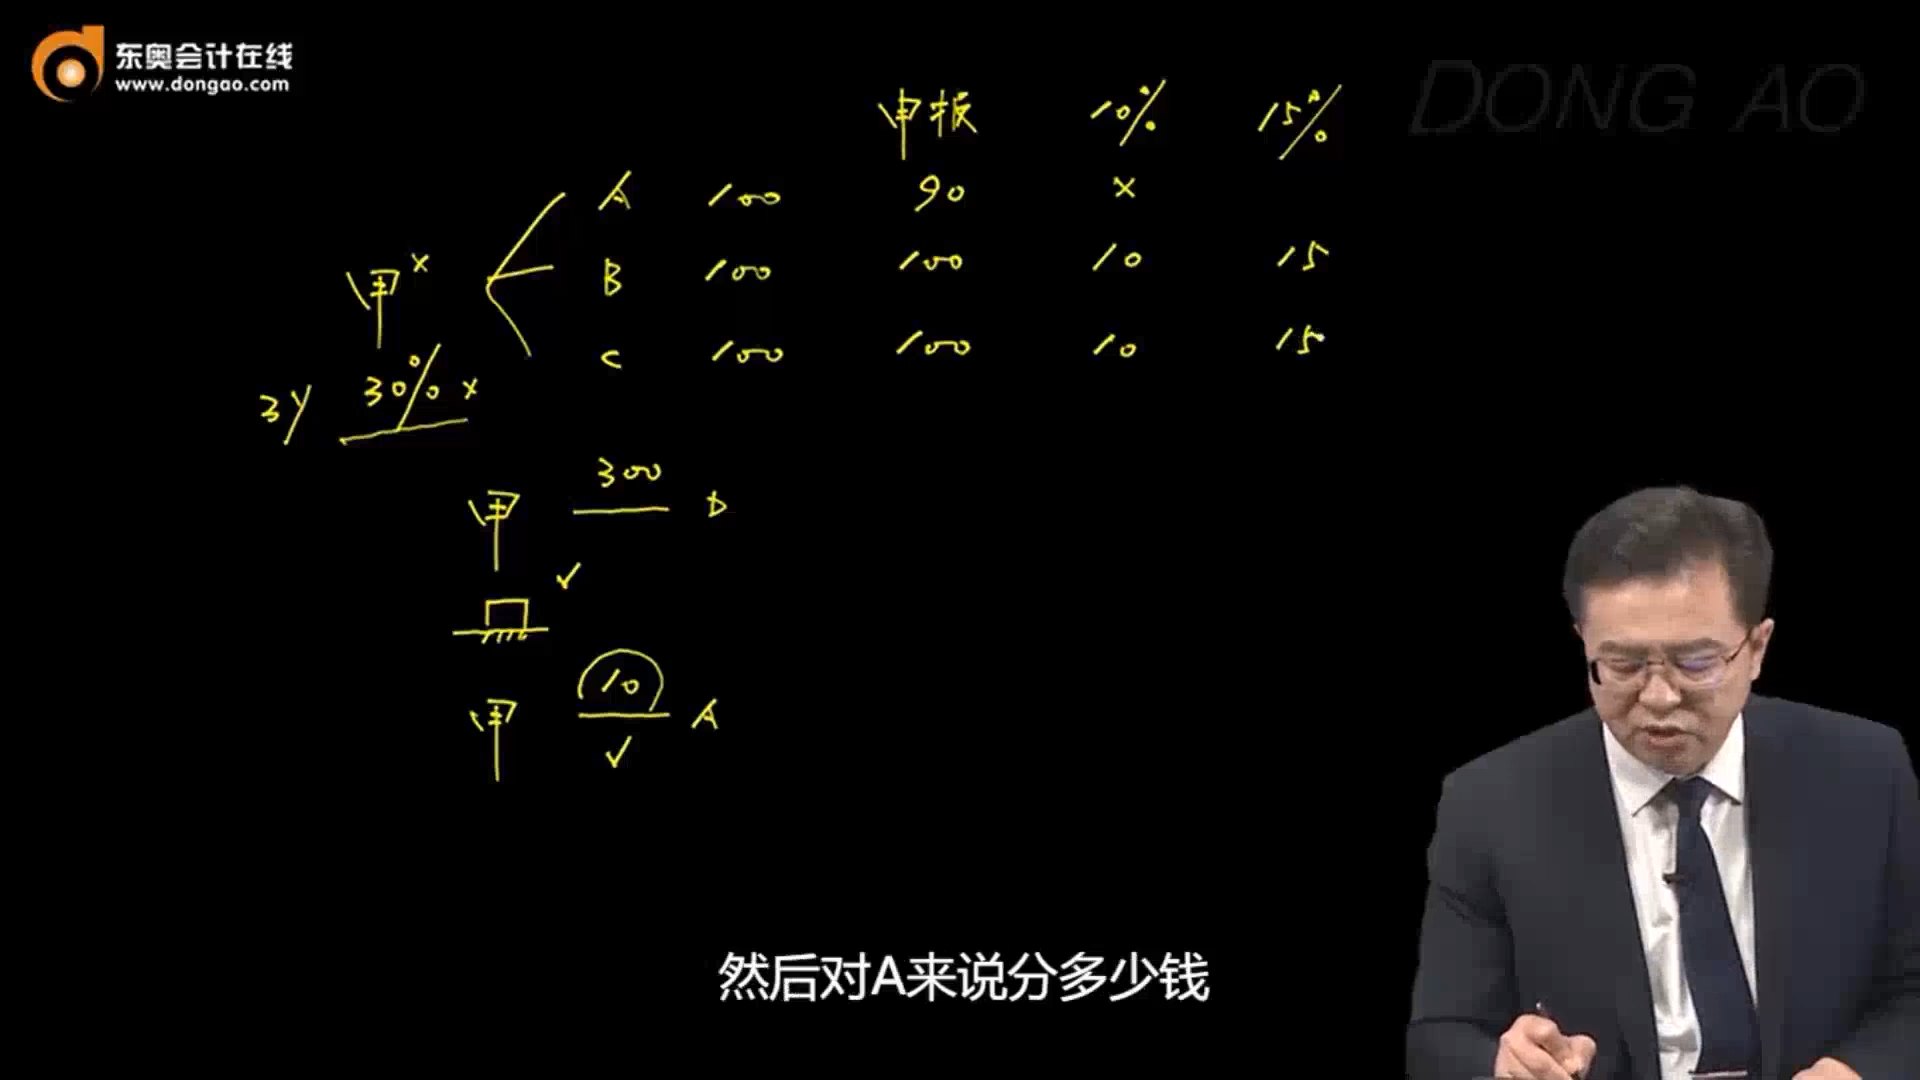 东奥会计在线
www.dongao.com
DONG AO
申报 10% 15%
A 100 90 ×
B 100 100 10 15
C 100 100 10 15
甲 ×
3y 30% ×
甲 300 D
✓
甲 10 A
✓
然后对A来说分多少钱